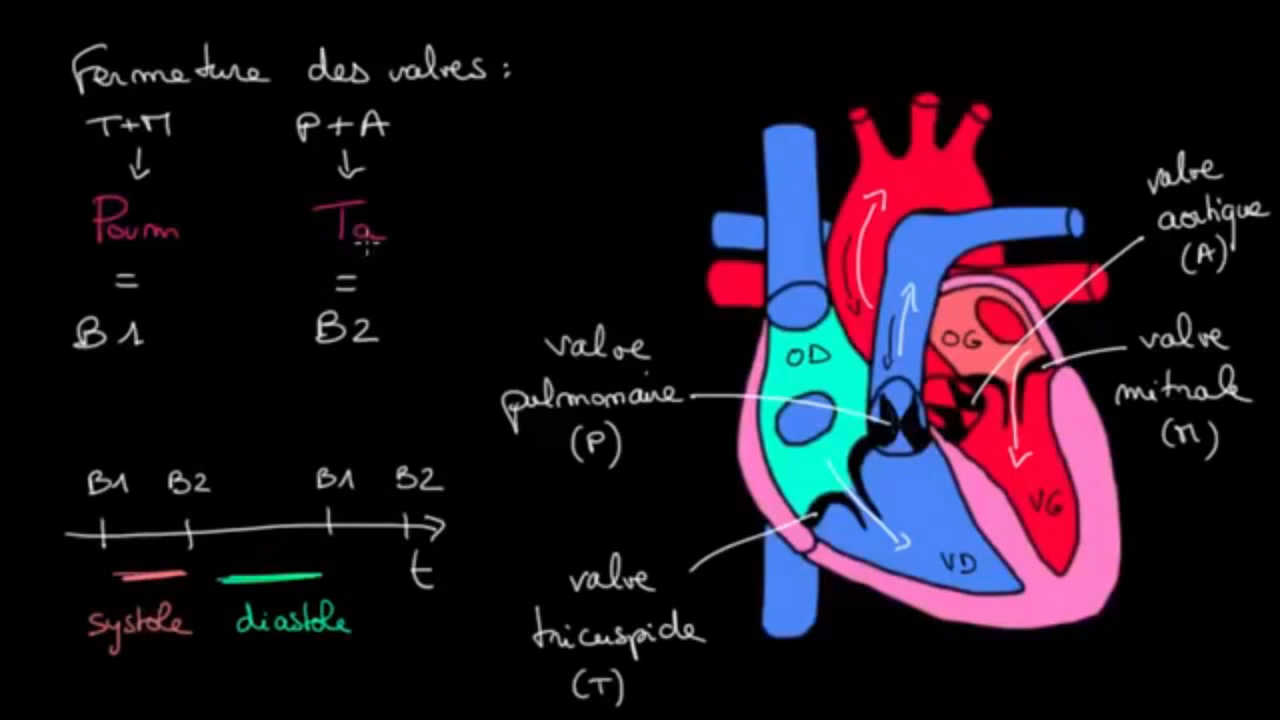 Fermeture des valves :
T+M P+A
Poum Ta
= =
B1 B2
B1 B2 B1 B2
t
systole diastole
valve
pulmonaire
(P)
valve
tricuspide
(T)
valve
aortique
(A)
valve
mitrale
(M)
OD
OG
VG
VD